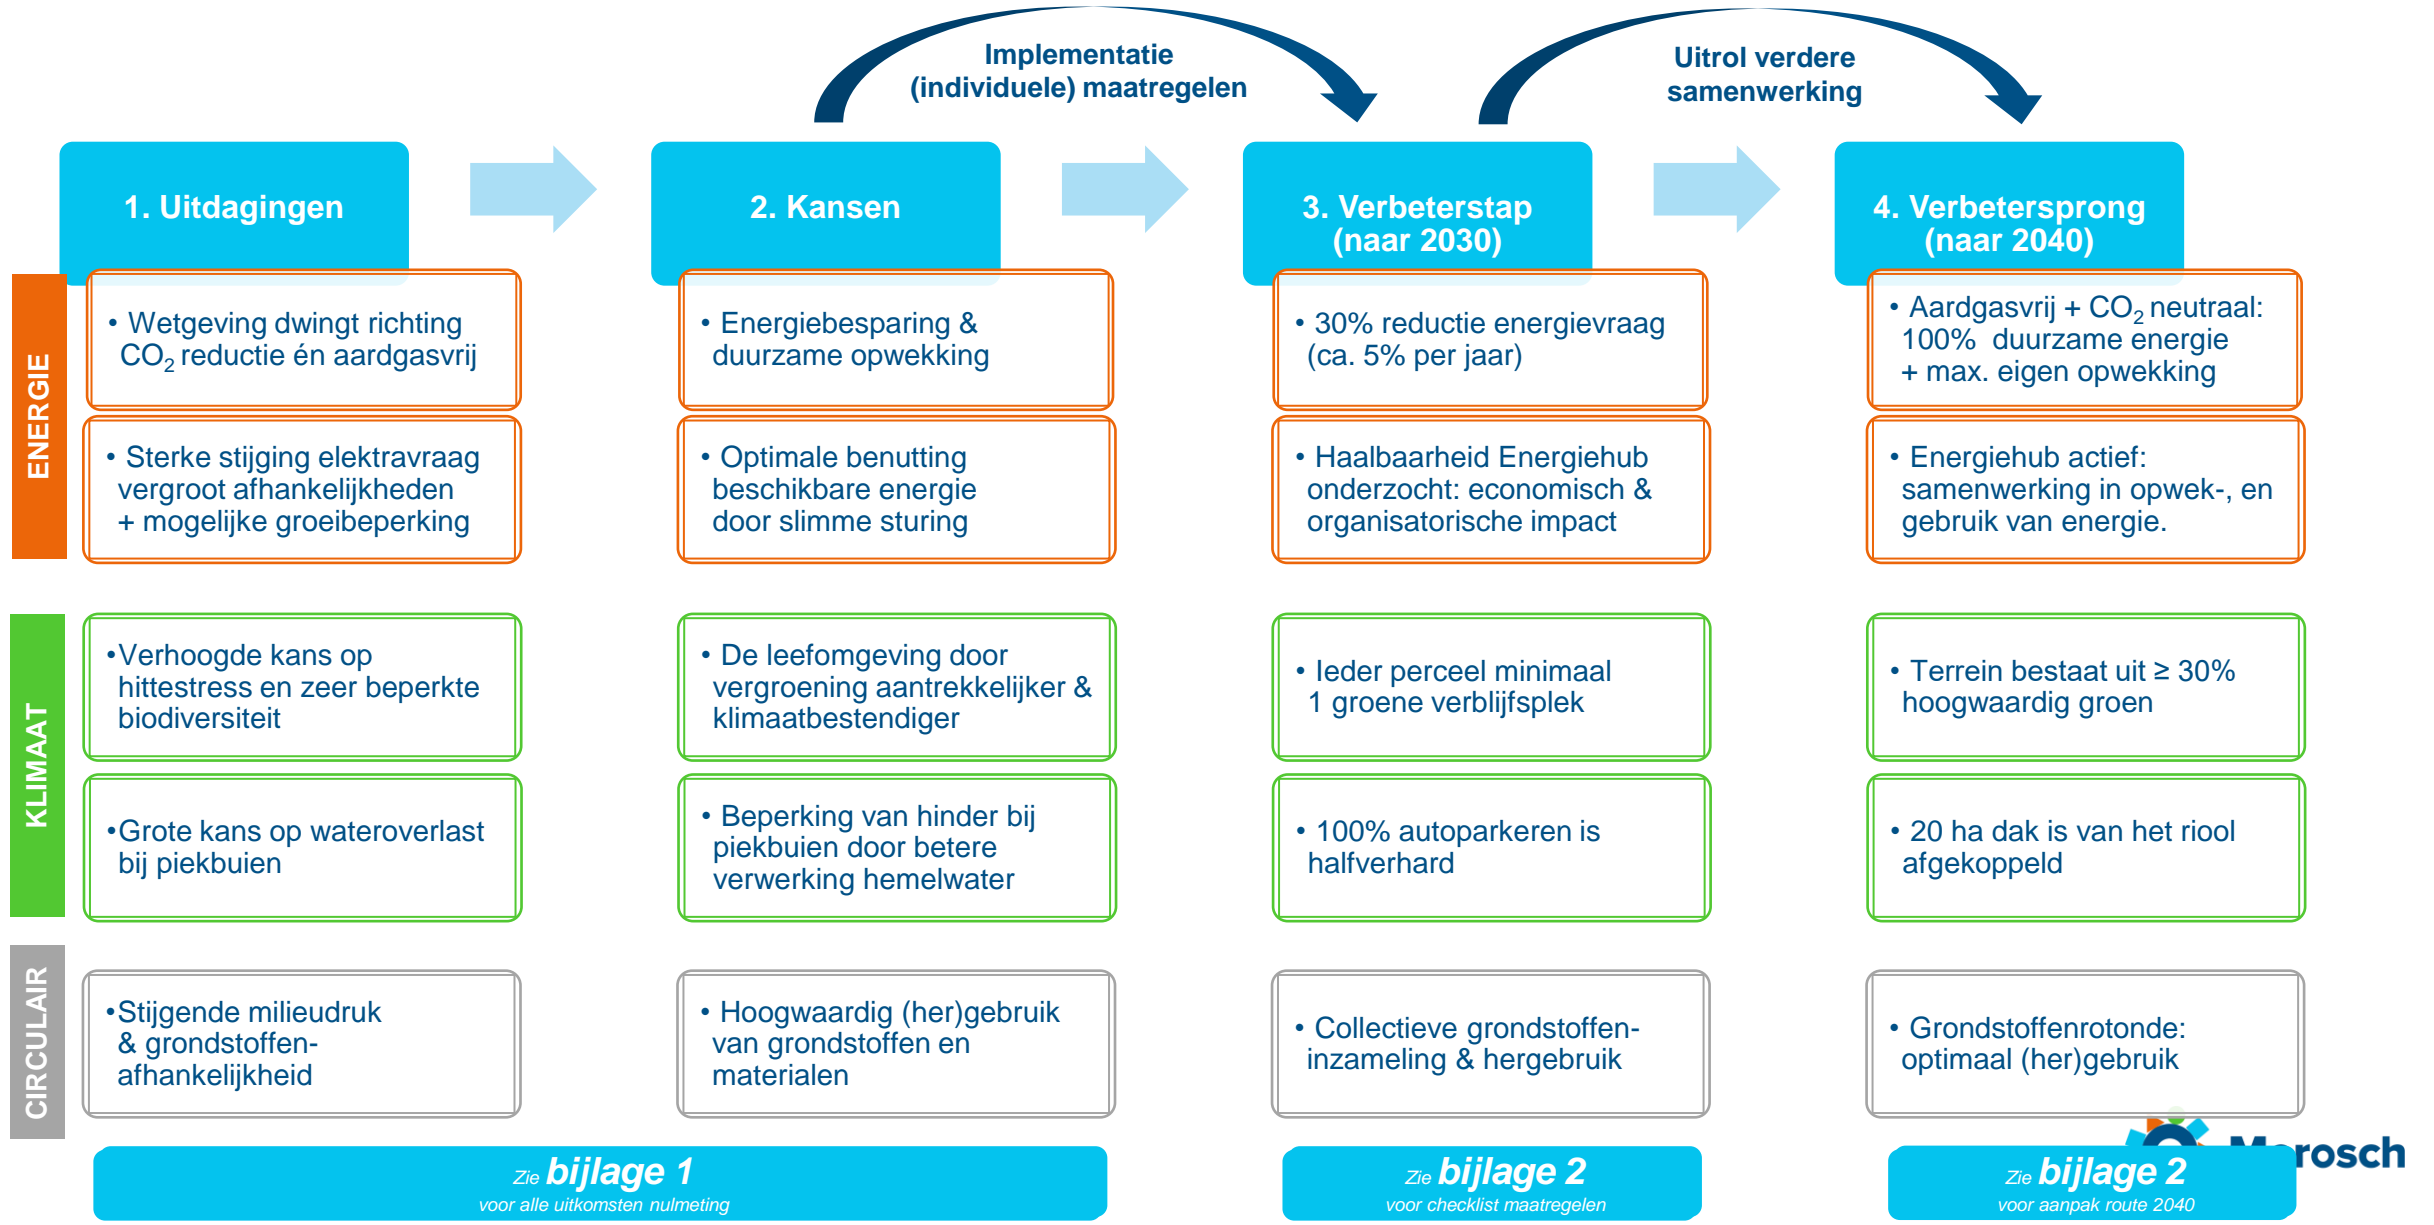 Implementatie
(individuele) maatregelen
Uitrol verdere
samenwerking
1. Uitdagingen
2. Kansen
3. Verbeterstap
(naar 2030)
4. Verbetersprong
(naar 2040)
ENERGIE
• Wetgeving dwingt richting
CO₂ reductie én aardgasvrij
• Energiebesparing &
duurzame opwekking
• 30% reductie energievraag
(ca. 5% per jaar)
• Aardgasvrij + CO₂ neutraal:
100% duurzame energie
+ max. eigen opwekking
• Sterke stijging elektravraag
vergroot afhankelijkheden
+ mogelijke groeibeperking
• Optimale benutting
beschikbare energie
door slimme sturing
• Haalbaarheid Energiehub
onderzocht: economisch &
organisatorische impact
• Energiehub actief:
samenwerking in opwek-, en
gebruik van energie.
KLIMAAT
•Verhoogde kans op
hittestress en zeer beperkte
biodiversiteit
• De leefomgeving door
vergroening aantrekkelijker &
klimaatbestendiger
• Ieder perceel minimaal
1 groene verblijfsplek
• Terrein bestaat uit ≥ 30%
hoogwaardig groen
•Grote kans op wateroverlast
bij piekbuien
• Beperking van hinder bij
piekbuien door betere
verwerking hemelwater
• 100% autoparkeren is
halfverhard
• 20 ha dak is van het riool
afgekoppeld
CIRCULAIR
•Stijgende milieudruk
& grondstoffen-
afhankelijkheid
• Hoogwaardig (her)gebruik
van grondstoffen en
materialen
• Collectieve grondstoffen-
inzameling & hergebruik
• Grondstoffenrotonde:
optimaal (her)gebruik
Zie bijlage 1
voor alle uitkomsten nulmeting
Zie bijlage 2
voor checklist maatregelen
Zie bijlage 2
voor aanpak route 2040